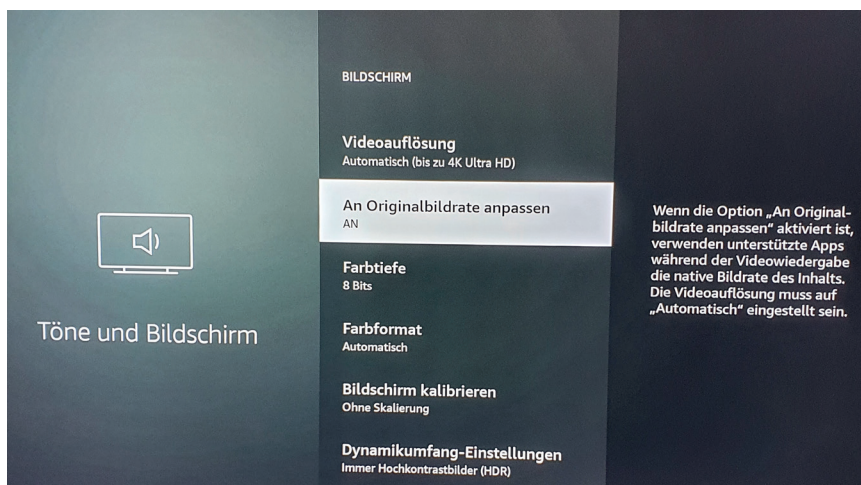 Töne und Bildschirm
BILDSCHIRM
Videoauflösung
Automatisch (bis zu 4K Ultra HD)
An Originalbildrate anpassen
AN
Farbtiefe
8 Bits
Farbformat
Automatisch
Bildschirm kalibrieren
Ohne Skalierung
Dynamikumfang-Einstellungen
Immer Hochkontrastbilder (HDR)
Wenn die Option „An Original-
bildrate anpassen“ aktiviert ist,
verwenden unterstützte Apps
während der Videowiedergabe
die native Bildrate des Inhalts.
Die Videoauflösung muss auf
„Automatisch“ eingestellt sein.